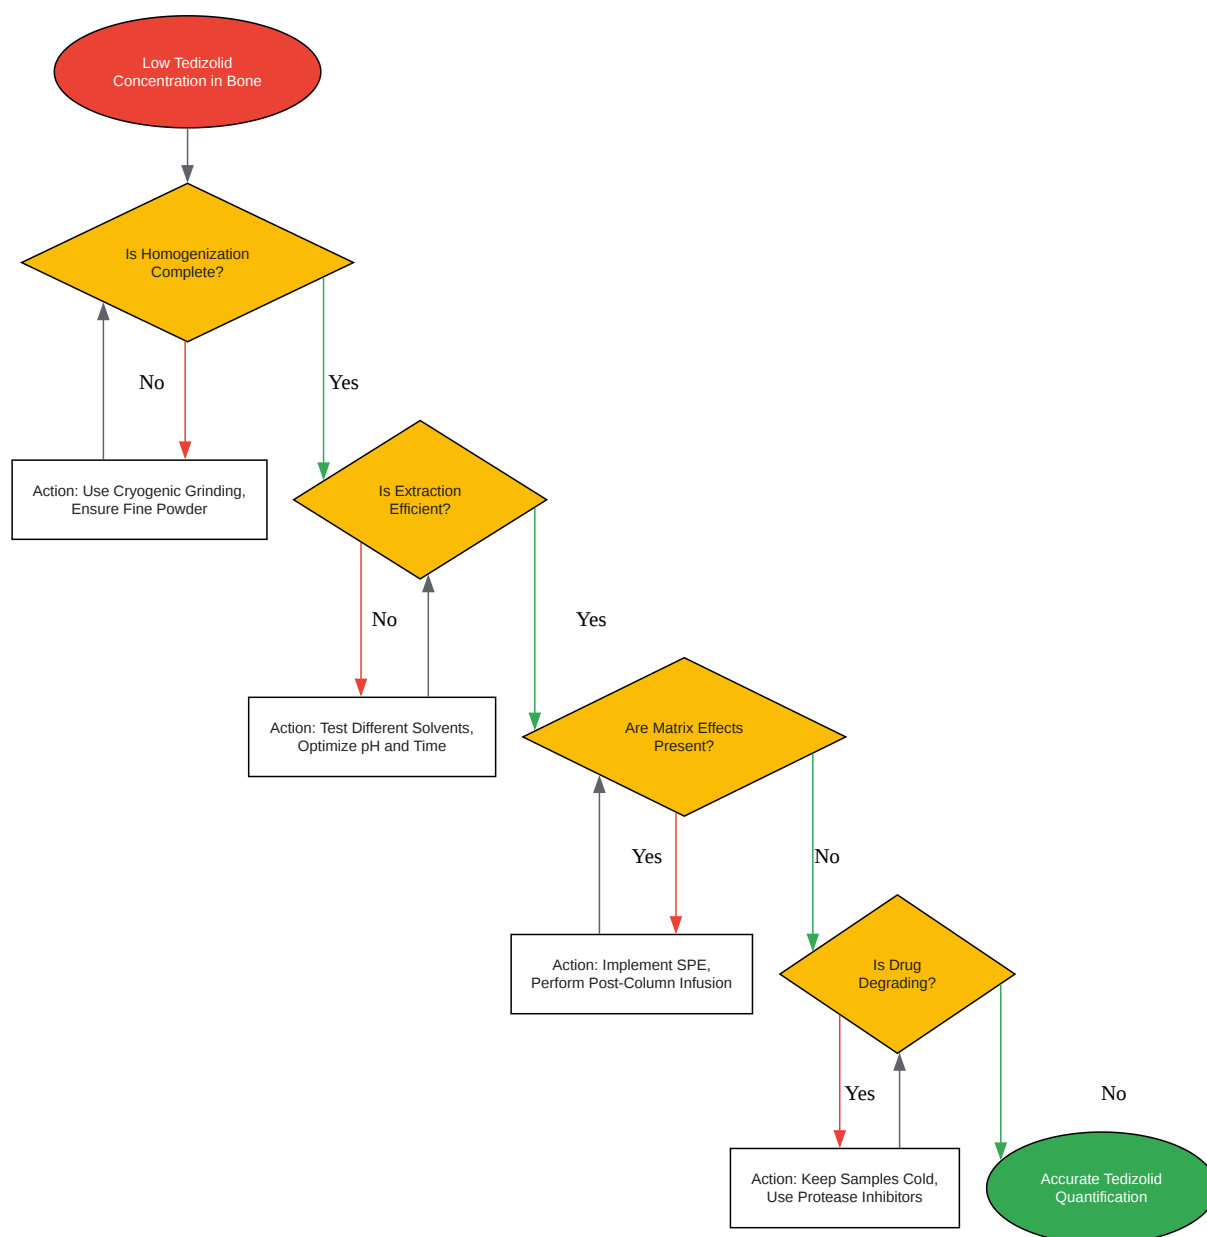 Low Tedizolid
Concentration in Bone
Is Homogenization
Complete?
No
Yes
Action: Use Cryogenic Grinding,
Ensure Fine Powder
Is Extraction
Efficient?
No
Yes
Action: Test Different Solvents,
Optimize pH and Time
Are Matrix Effects
Present?
Yes
No
Action: Implement SPE,
Perform Post-Column Infusion
Is Drug
Degrading?
Yes
No
Action: Keep Samples Cold,
Use Protease Inhibitors
Accurate Tedizolid
Quantification